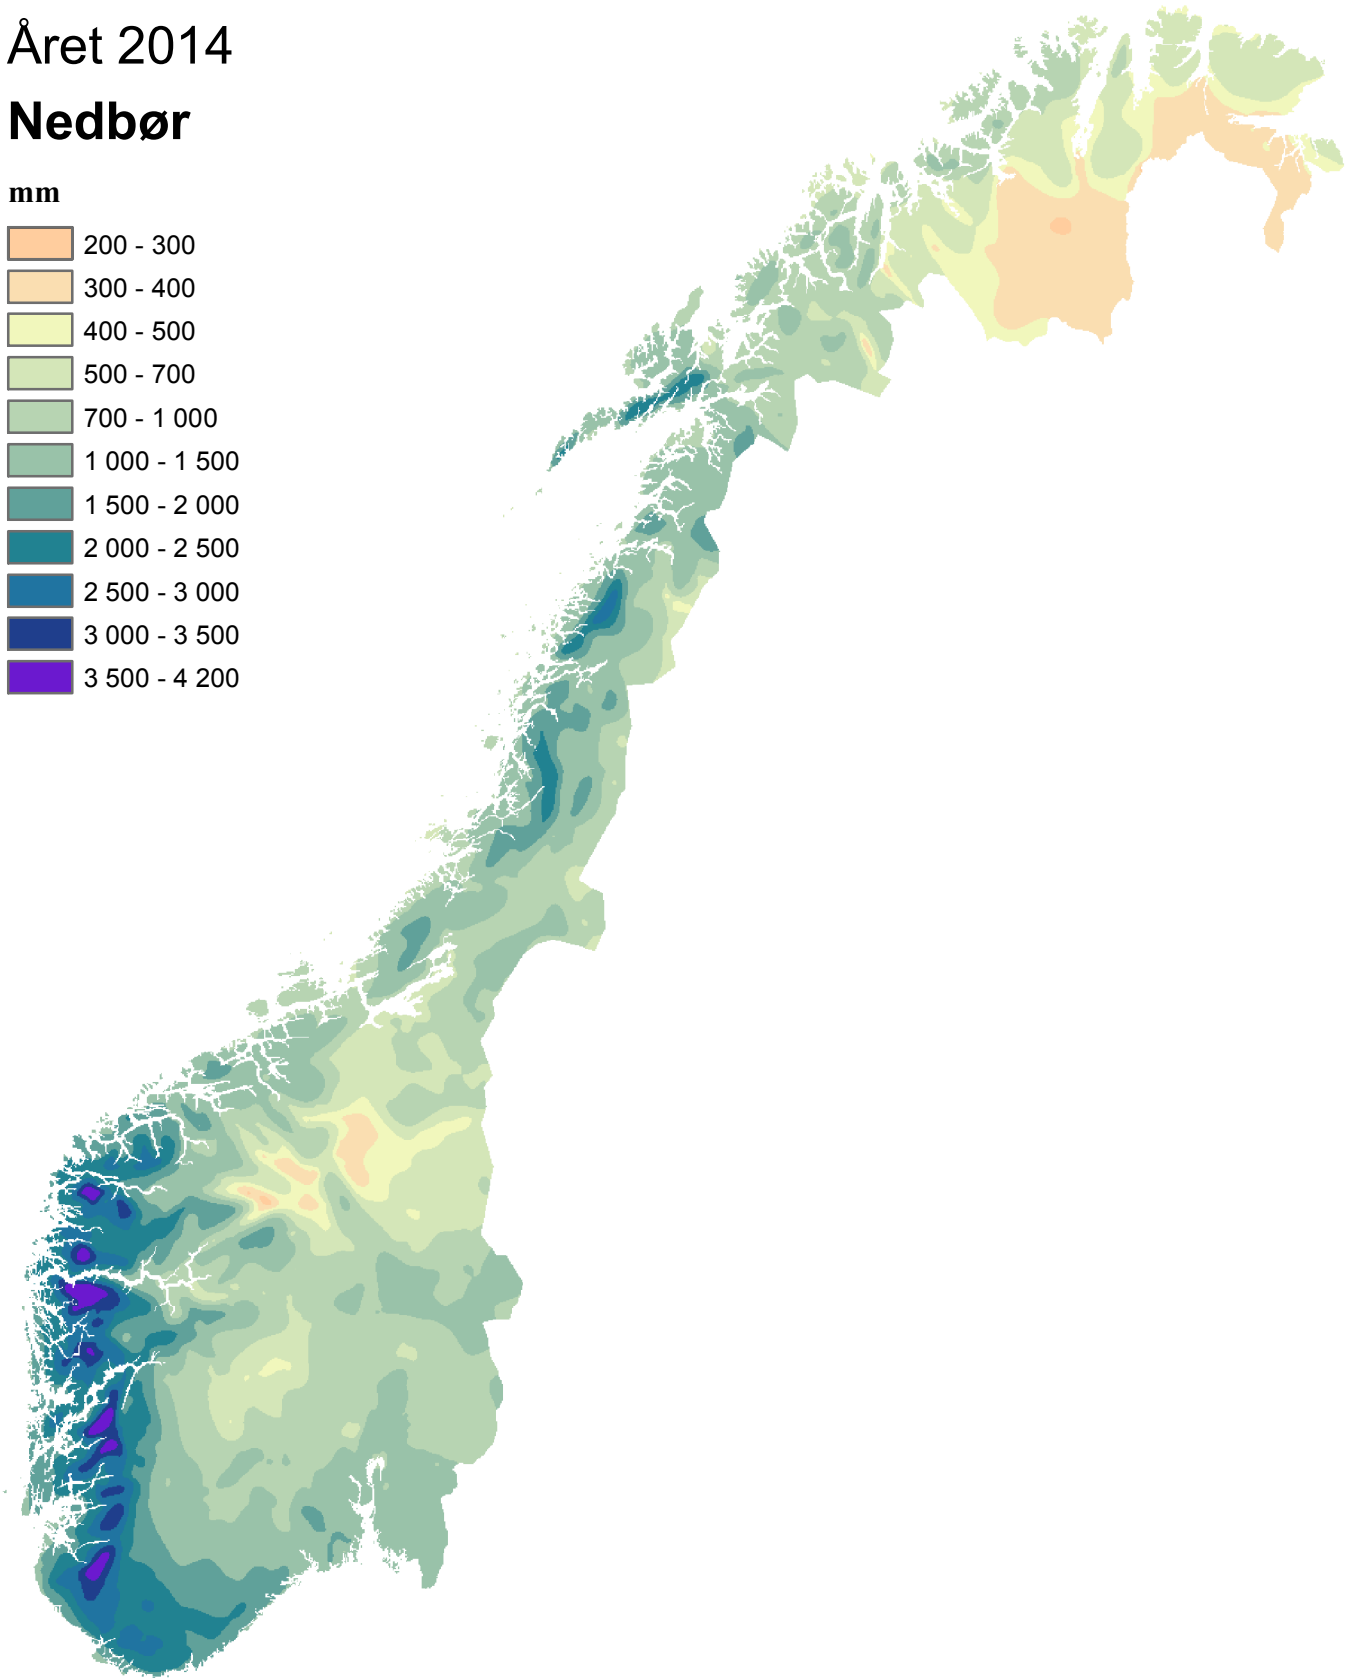 Året 2014
Nedbør
mm
200 - 300
300 - 400
400 - 500
500 - 700
700 - 1 000
1 000 - 1 500
1 500 - 2 000
2 000 - 2 500
2 500 - 3 000
3 000 - 3 500
3 500 - 4 200